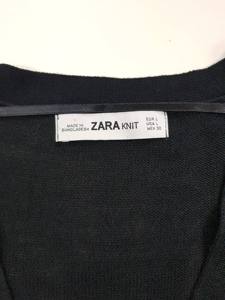 MADE IN
BANGLADESH
ZARA KNIT
EUR L
USA L
MEX 30